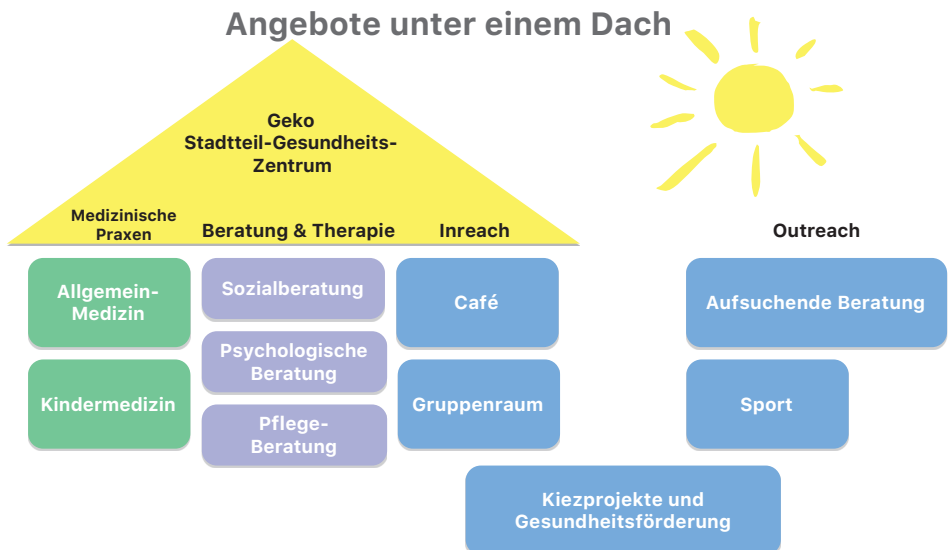 Angebote unter einem Dach
Geko
Stadtteil-Gesundheits-
Zentrum
Medizinische
Praxen
Beratung & Therapie
Inreach
Outreach
Allgemein-
Medizin
Kindermedizin
Sozialberatung
Psychologische
Beratung
Pflege-
Beratung
Café
Gruppenraum
Aufsuchende Beratung
Sport
Kiezprojekte und
Gesundheitsförderung